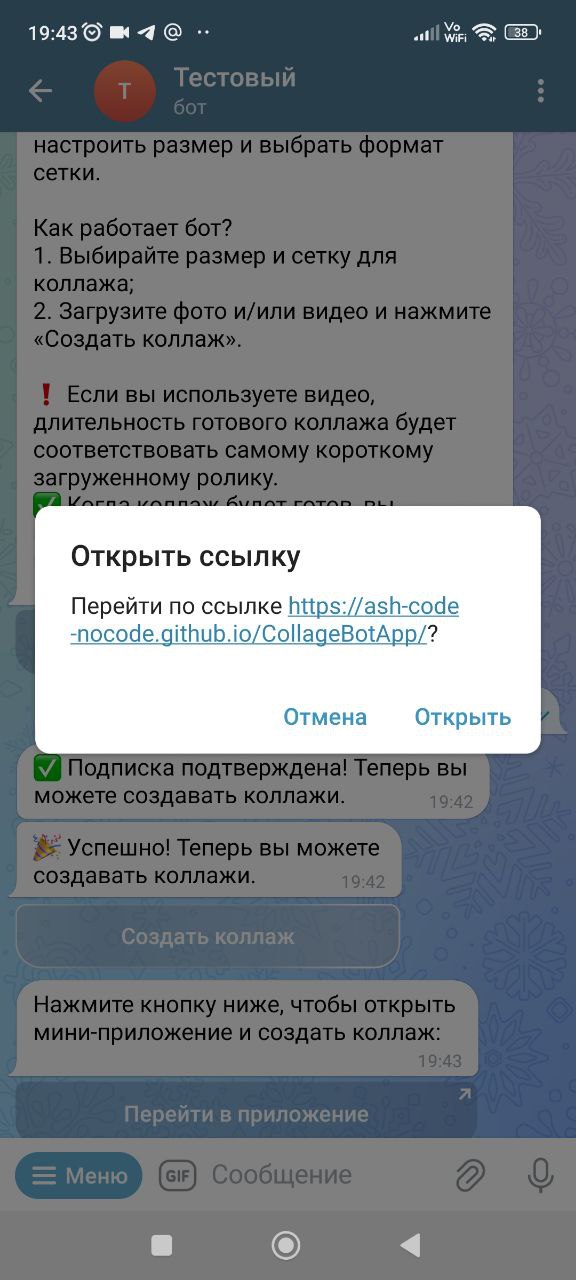 19:43
Vo
WiFi
38
Т
Тестовый
бот
настроить размер и выбрать формат
сетки.
Как работает бот?
1. Выбирайте размер и сетку для
коллажа;
2. Загрузите фото и/или видео и нажмите
«Создать коллаж».
❗ Если вы используете видео,
длительность готового коллажа будет
соответствовать самому короткому
загруженному ролику.
✅ Когда коллаж будет готов, вы
Открыть ссылку
Перейти по ссылке https://ash-code
-nocode.github.io/CollageBotApp/?
Отмена
Открыть
✅ Подписка подтверждена! Теперь вы
можете создавать коллажи.
19:42
🎉 Успешно! Теперь вы можете
создавать коллажи.
19:42
Создать коллаж
Нажмите кнопку ниже, чтобы открыть
мини-приложение и создать коллаж:
19:43
Перейти в приложение
Меню
GIF
Сообщение